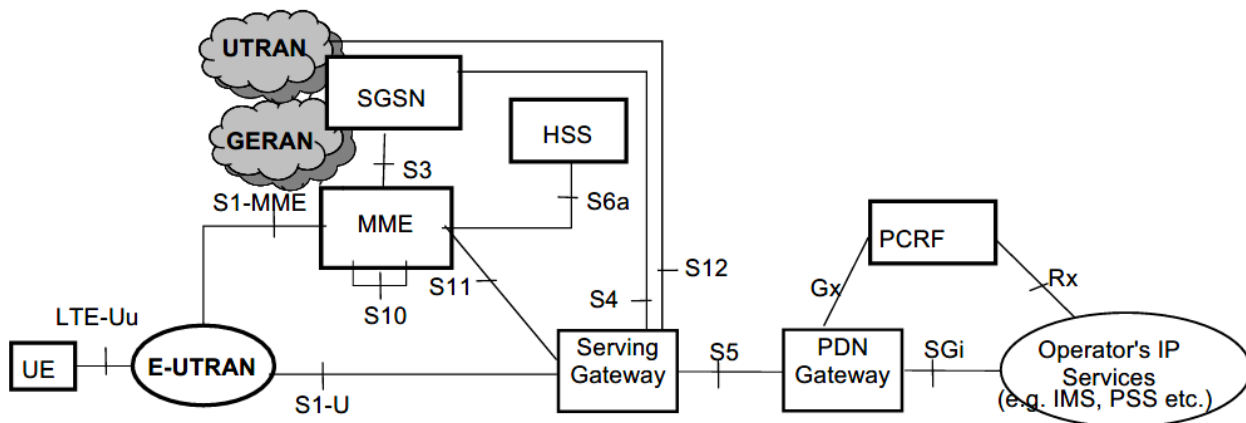 UTRAN
SGSN
GERAN
HSS
S3
S1-MME
S6a
MME
PCRF
S12
S11
S4
Gx
Rx
S10
LTE-Uu
UE
E-UTRAN
S1-U
Serving
Gateway
S5
PDN
Gateway
SGi
Operator's IP
Services
(e.g. IMS, PSS etc.)